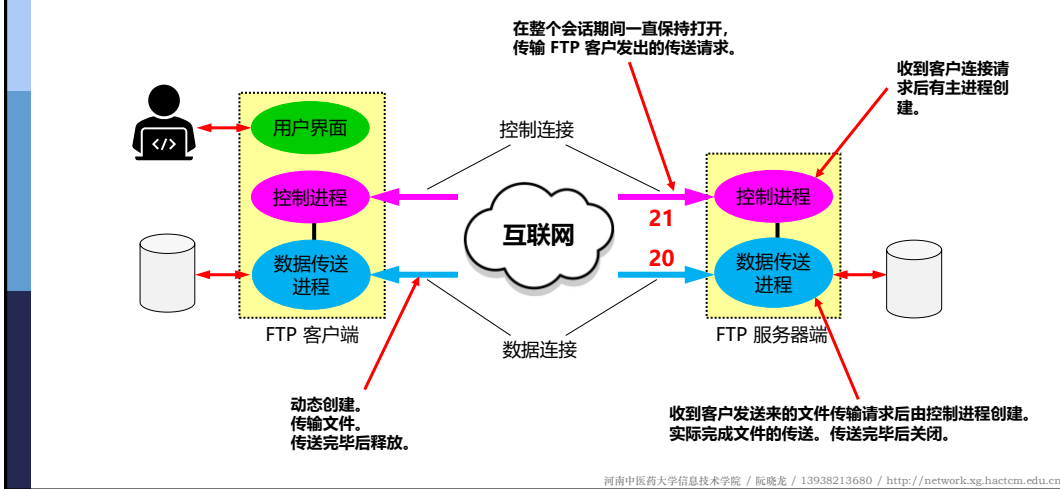 在整个会话期间一直保持打开，
传输 FTP 客户发出的传送请求。
收到客户连接请
求后有主进程创
建。
</>
用户界面
控制连接
控制进程
控制进程
21
互联网
20
数据传送
进程
数据传送
进程
FTP 客户端
FTP 服务器端
数据连接
动态创建。
传输文件。
传送完毕后释放。
收到客户发送来的文件传输请求后由控制进程创建。
实际完成文件的传送。传送完毕后关闭。
河南中医药大学信息技术学院 / 阮晓龙 / 13938213680 / http://network.xg.hactcm.edu.cn